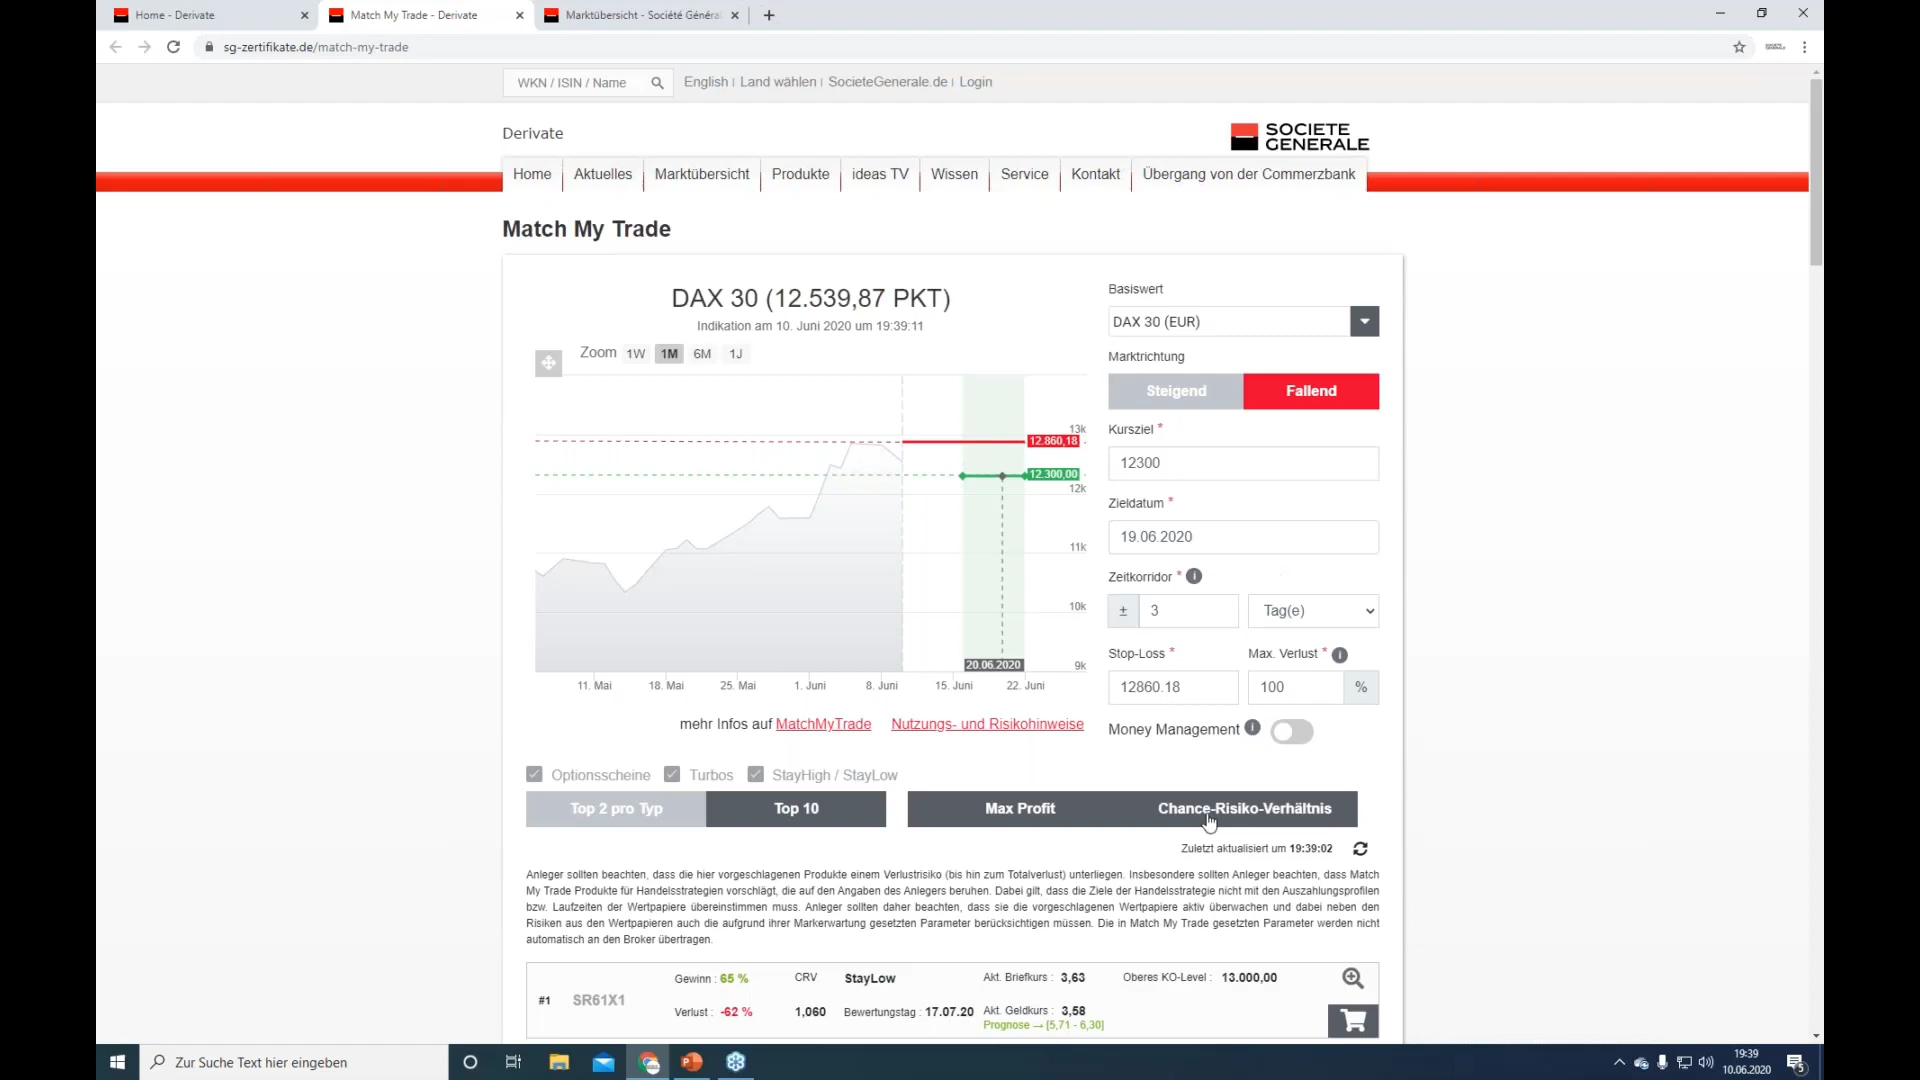 Home - Derivate
Match My Trade - Derivate
Marktübersicht - Société Généra
sg-zertifikate.de/match-my-trade
WKN / ISIN / Name
English | Land wählen | SocieteGenerale.de | Login
Derivate
SOCIETE
GENERALE
Home
Aktuelles
Marktübersicht
Produkte
ideas TV
Wissen
Service
Kontakt
Übergang von der Commerzbank
Match My Trade
DAX 30 (12.539,87 PKT)
Indikation am 10. Juni 2020 um 19:39:11
Zoom 1W 1M 6M 1J
13k
12.860,18
12.300,00
12k
11k
10k
20.06.2020
9k
11. Mai 18. Mai 25. Mai 1. Juni 8. Juni 15. Juni 22. Juni
mehr Infos auf MatchMyTrade Nutzungs- und Risikohinweise
Basiswert
DAX 30 (EUR)
Marktrichtung
Steigend Fallend
Kursziel *
12300
Zieldatum *
19.06.2020
Zeitkorridor * i
± 3 Tag(e)
Stop-Loss * Max. Verlust * i
12860.18 100 %
Money Management i
Optionsscheine Turbos StayHigh / StayLow
Top 2 pro Typ Top 10 Max Profit Chance-Risiko-Verhältnis
Zuletzt aktualisiert um 19:39:02
Anleger sollten beachten, dass die hier vorgeschlagenen Produkte einem Verlustrisiko (bis hin zum Totalverlust) unterliegen. Insbesondere sollten Anleger beachten, dass Match
My Trade Produkte für Handelsstrategien vorschlägt, die auf den Angaben des Anlegers beruhen. Dabei gilt, dass die Ziele der Handelsstrategie nicht mit den Auszahlungsprofilen
bzw. Laufzeiten der Wertpapiere übereinstimmen muss. Anleger sollten daher beachten, dass sie die vorgeschlagenen Wertpapiere aktiv überwachen und dabei neben den
Risiken aus den Wertpapieren auch die aufgrund ihrer Markerwartung gesetzten Parameter berücksichtigen müssen. Die in Match My Trade gesetzten Parameter werden nicht
automatisch an den Broker übertragen.
#1 SR61X1
Gewinn : 65 % CRV StayLow Akt. Briefkurs : 3,63 Oberes KO-Level : 13.000,00
Verlust : -62 % 1,060 Bewertungstag : 17.07.20 Akt. Geldkurs : 3,58
Prognose → [5,71 - 6,30]
Zur Suche Text hier eingeben
19:39
10.06.2020
5